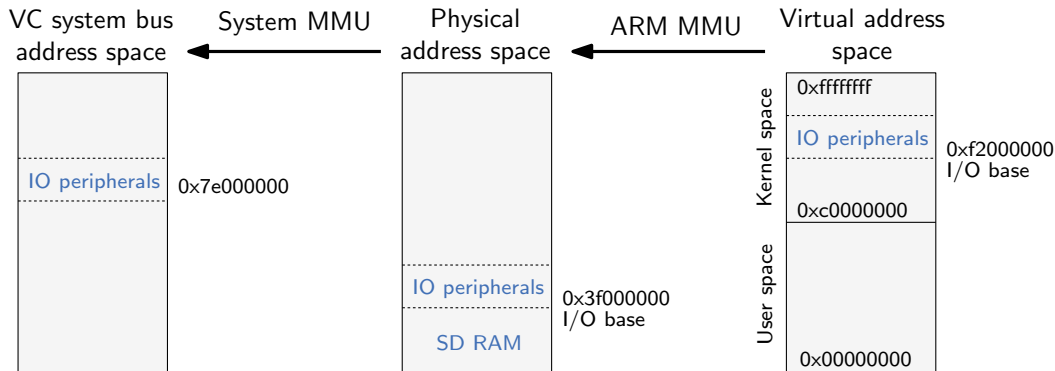 VC system bus
address space
System MMU
Physical
address space
ARM MMU
Virtual address
space
IO peripherals
0x7e000000
IO peripherals
0x3f000000
I/O base
SD RAM
Kernel space
User space
0xffffffff
IO peripherals
0xf2000000
I/O base
0xc0000000
0x00000000